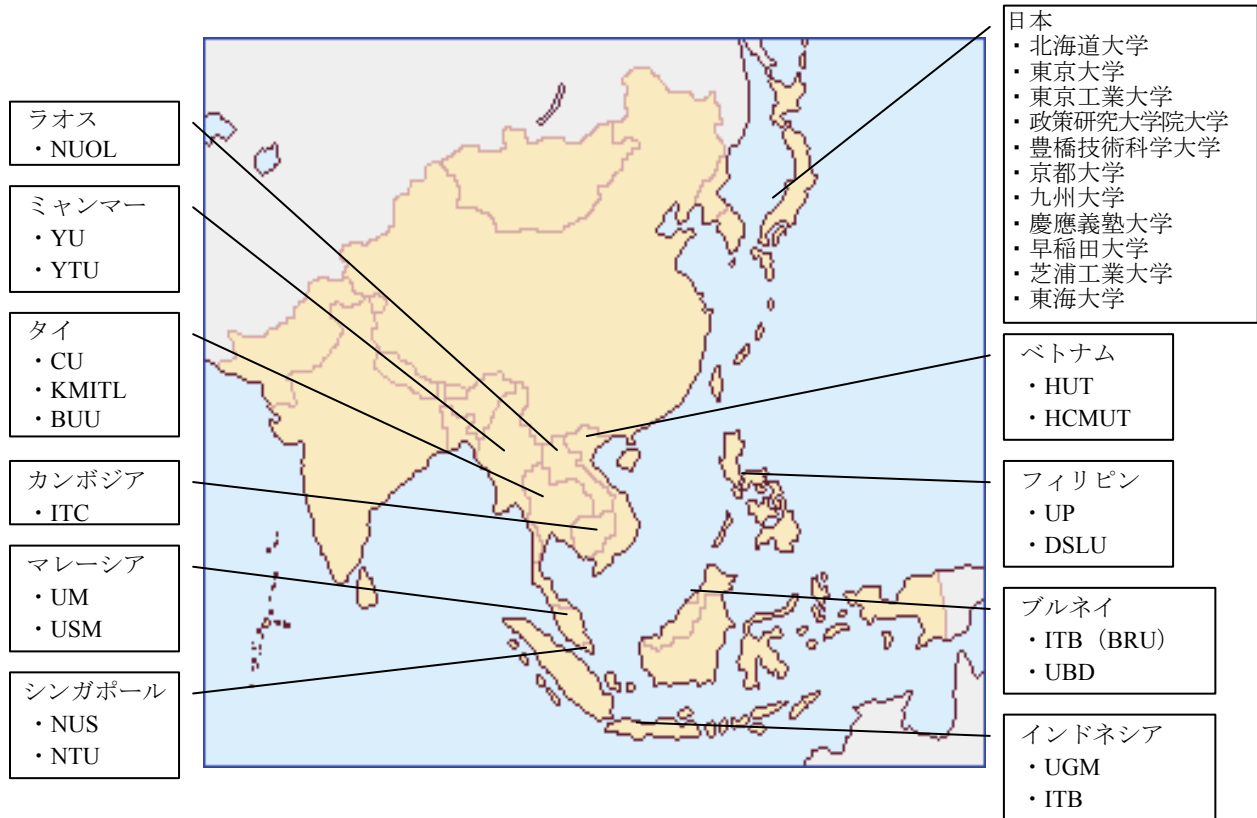 日本
・北海道大学
・東京大学
・東京工業大学
・政策研究大学院大学
・豊橋技術科学大学
・京都大学
・九州大学
・慶應義塾大学
・早稲田大学
・芝浦工業大学
・東海大学
ラオス
・NUOL
ミャンマー
・YU
・YTU
タイ
・CU
・KMITL
・BUU
カンボジア
・ITC
マレーシア
・UM
・USM
シンガポール
・NUS
・NTU
ベトナム
・HUT
・HCMUT
フィリピン
・UP
・DSLU
ブルネイ
・ITB（BRU）
・UBD
インドネシア
・UGM
・ITB